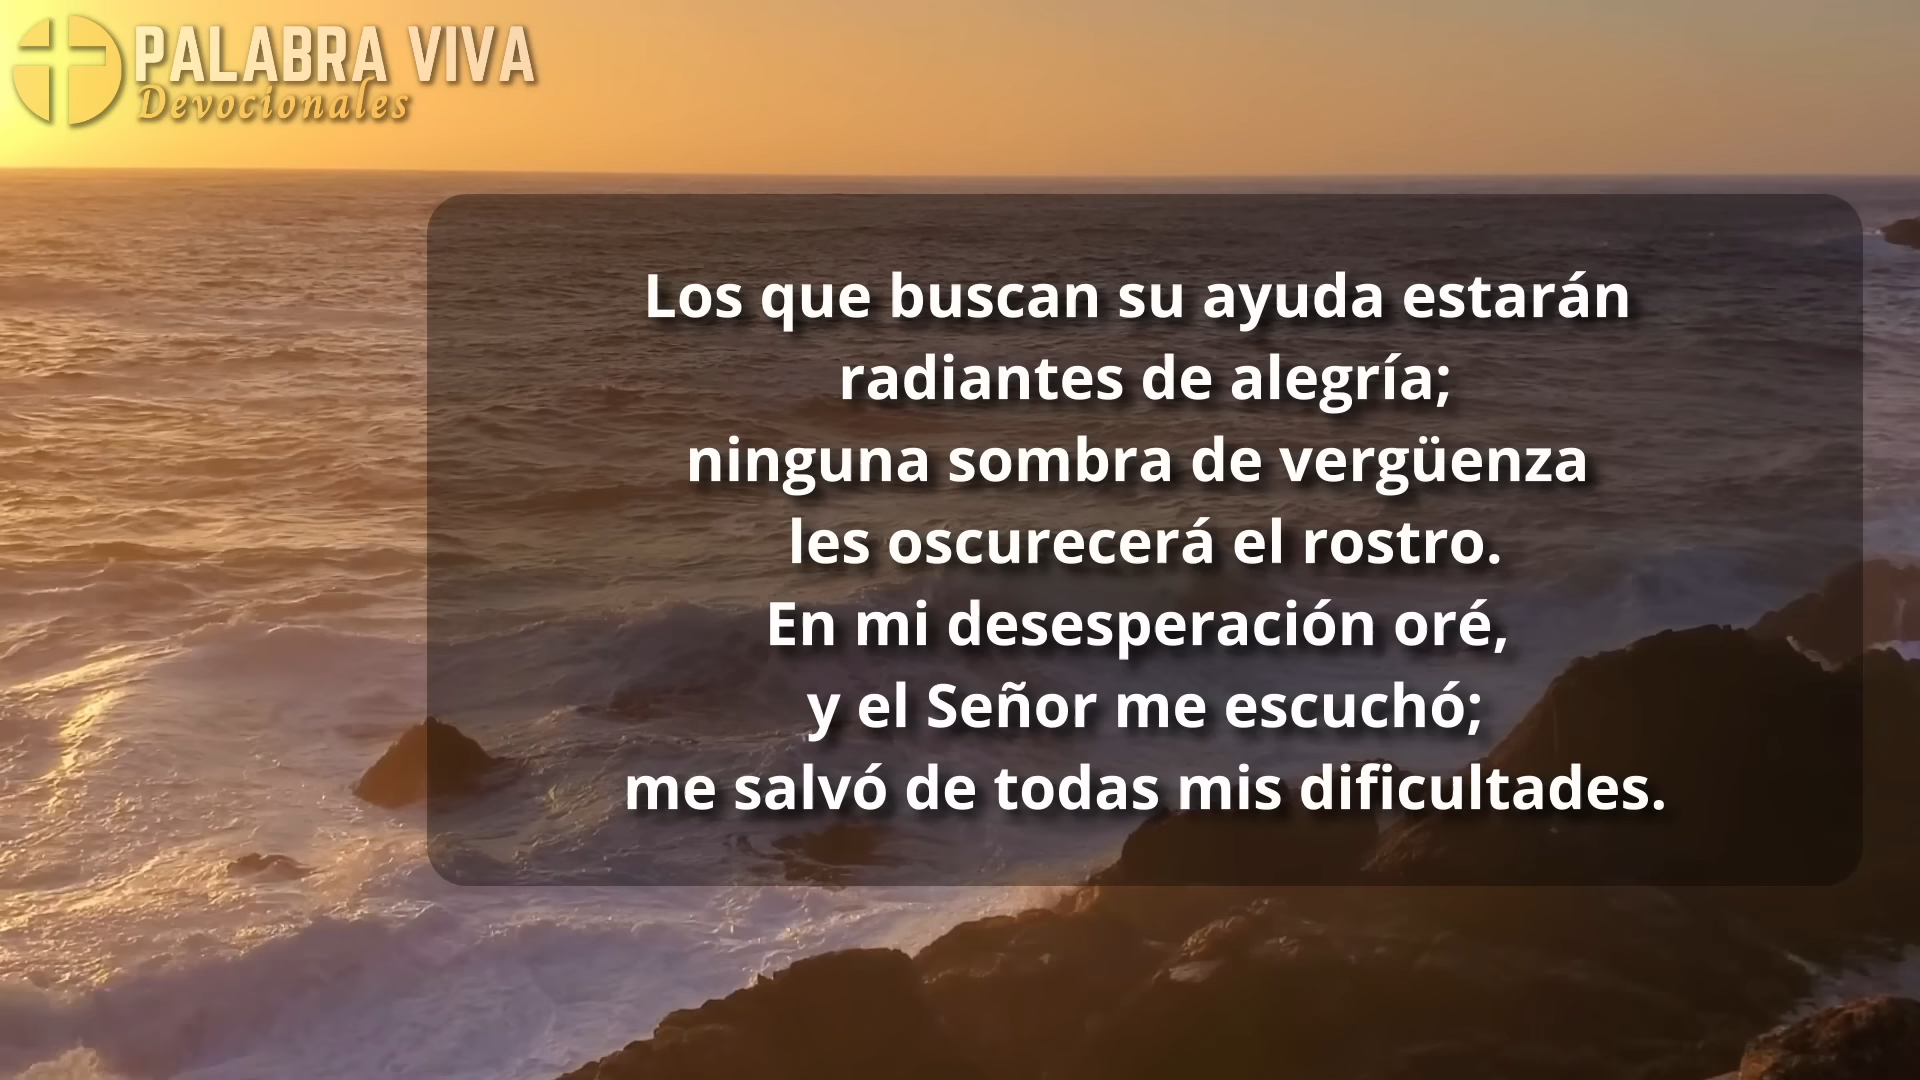 PALABRA VIVA
Devocionales
Los que buscan su ayuda estarán
radiantes de alegría;
ninguna sombra de vergüenza
les oscurecerá el rostro.
En mi desesperación oré,
y el Señor me escuchó;
me salvó de todas mis dificultades.